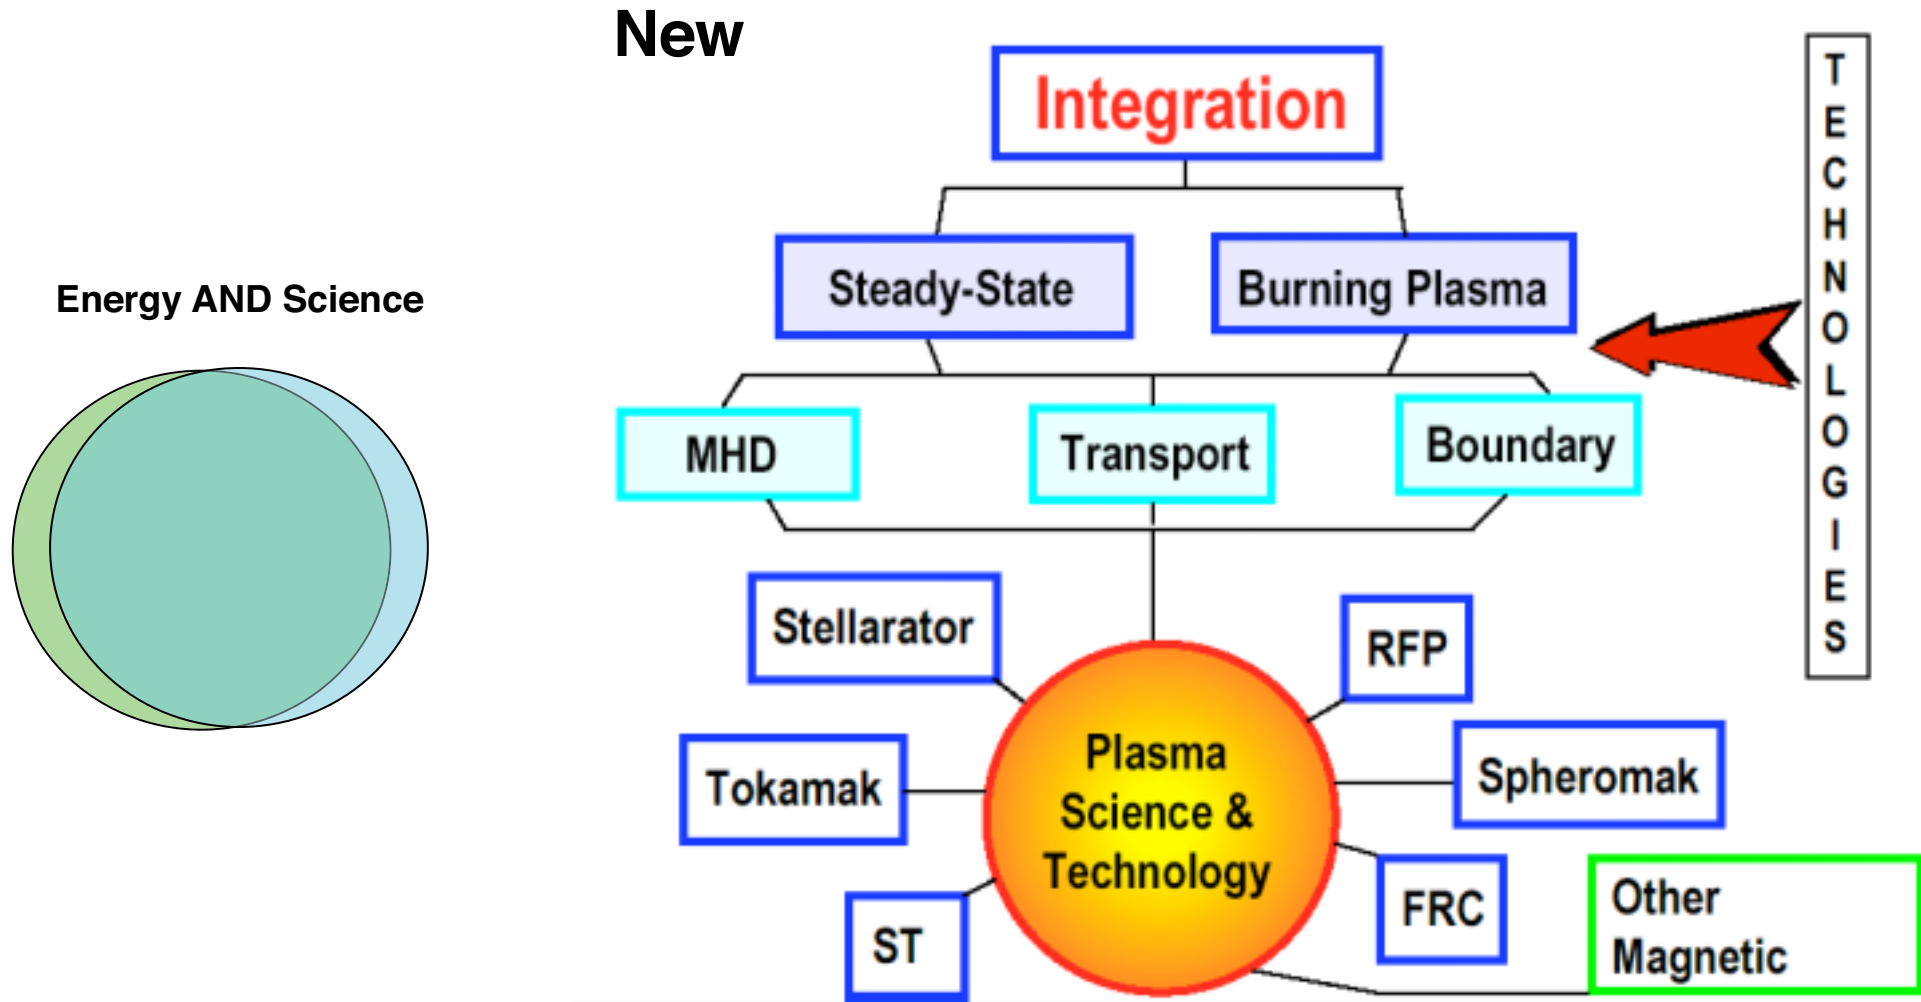 New
Integration
Energy AND Science
Steady-State
Burning Plasma
MHD
Transport
Boundary
TECHNOLOGIES
Stellarator
RFP
Tokamak
Plasma
Science &
Technology
Spheromak
ST
FRC
Other
Magnetic